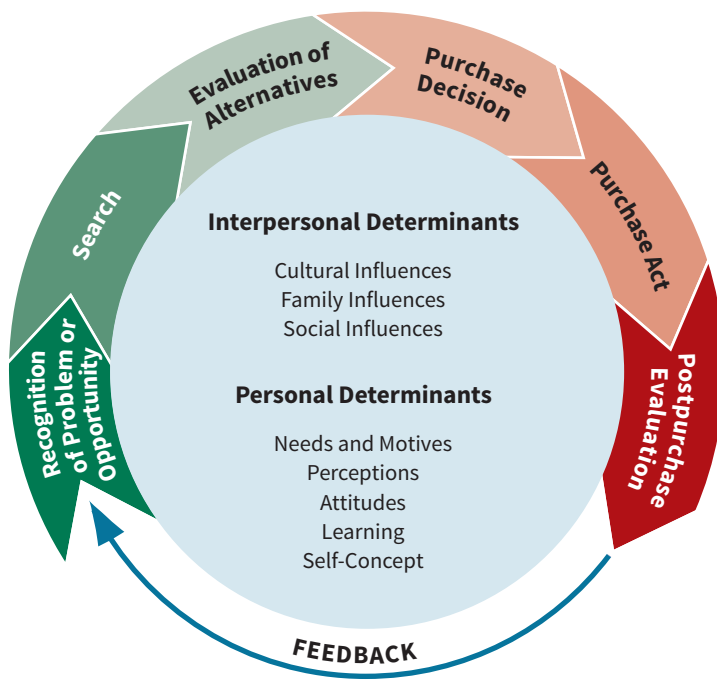 Recognition
of Problem or
Opportunity
Search
Evaluation of
Alternatives
Purchase
Decision
Purchase Act
Postpurchase
Evaluation
Interpersonal Determinants
Cultural Influences
Family Influences
Social Influences
Personal Determinants
Needs and Motives
Perceptions
Attitudes
Learning
Self-Concept
FEEDBACK